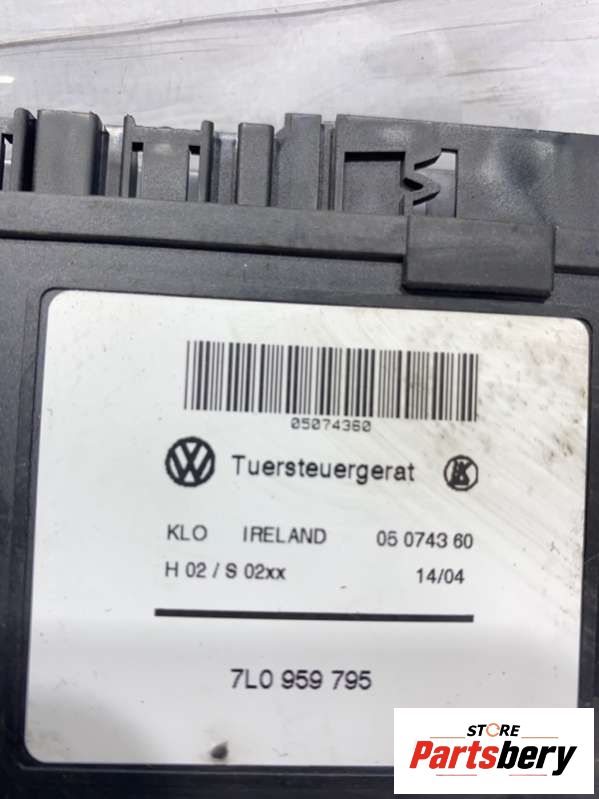 05074360
Tuersteuergerat
KLO IRELAND 05 0743 60
H 02 / S 02xx 14/04
7L0 959 795
STORE
Partsbery